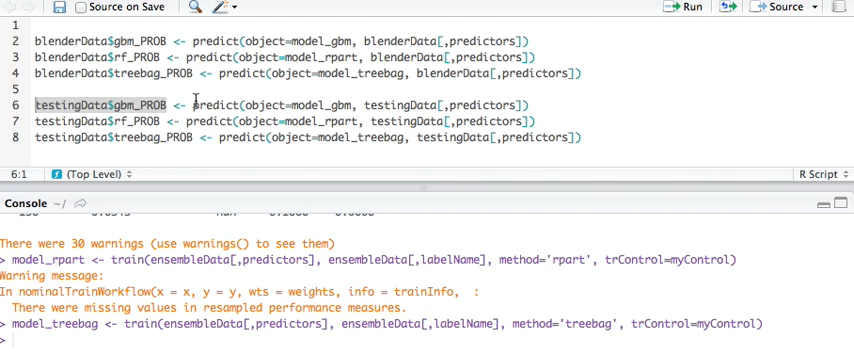 Source on Save
Run
Source
1
2 blenderData$gbm_PROB <- predict(object=model_gbm, blenderData[,predictors])
3 blenderData$rf_PROB <- predict(object=model_rpart, blenderData[,predictors])
4 blenderData$treebag_PROB <- predict(object=model_treebag, blenderData[,predictors])
5
6 testingData$gbm_PROB <- predict(object=model_gbm, testingData[,predictors])
7 testingData$rf_PROB <- predict(object=model_rpart, testingData[,predictors])
8 testingData$treebag_PROB <- predict(object=model_treebag, testingData[,predictors])
6:1 (Top Level) R Script
Console ~/
There were 30 warnings (use warnings() to see them)
> model_rpart <- train(ensembleData[,predictors], ensembleData[,labelName], method='rpart', trControl=myControl)
Warning message:
In nominalTrainWorkflow(x = x, y = y, wts = weights, info = trainInfo,  :
  There were missing values in resampled performance measures.
> model_treebag <- train(ensembleData[,predictors], ensembleData[,labelName], method='treebag', trControl=myControl)
>